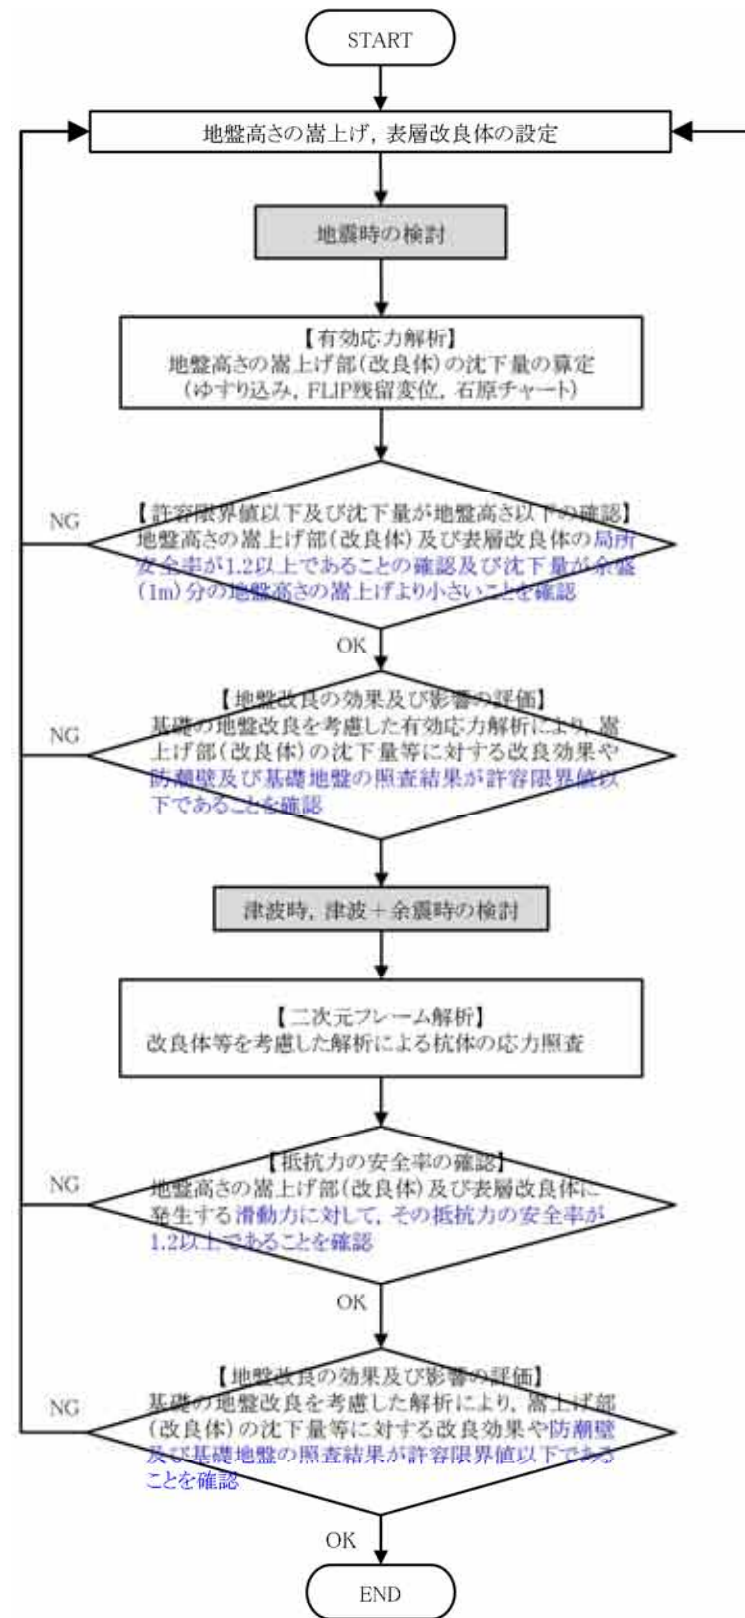 START
地盤高さの嵩上げ, 表層改良体の設定
地震時の検討
【有効応力解析】
地盤高さの嵩上げ部(改良体)の沈下量の算定
(ゆすり込み, FLIP残留変位, 石原チャート)
NG
【許容限界値以下及び沈下量が地盤高さ以下の確認】
地盤高さの嵩上げ部(改良体)及び表層改良体の局所
安全率が1.2以上であることの確認及び沈下量が余盛
(1m)分の地盤高さの嵩上げより小さいことを確認
OK
NG
【地盤改良の効果及び影響の評価】
基礎の地盤改良を考慮した有効応力解析により, 嵩
上げ部(改良体)の沈下量等に対する改良効果や
防潮壁及び基礎地盤の照査結果が許容限界値以
下であることを確認
津波時, 津波+余震時の検討
【二次元フレーム解析】
改良体等を考慮した解析による杭体の応力照査
NG
【抵抗力の安全率の確認】
地盤高さの嵩上げ部(改良体)及び表層改良体に
発生する滑動力に対して, その抵抗力の安全率が
1.2以上であることを確認
OK
NG
【地盤改良の効果及び影響の評価】
基礎の地盤改良を考慮した解析により, 嵩上げ部
(改良体)の沈下量等に対する改良効果や防潮壁
及び基礎地盤の照査結果が許容限界値以下である
ことを確認
OK
END